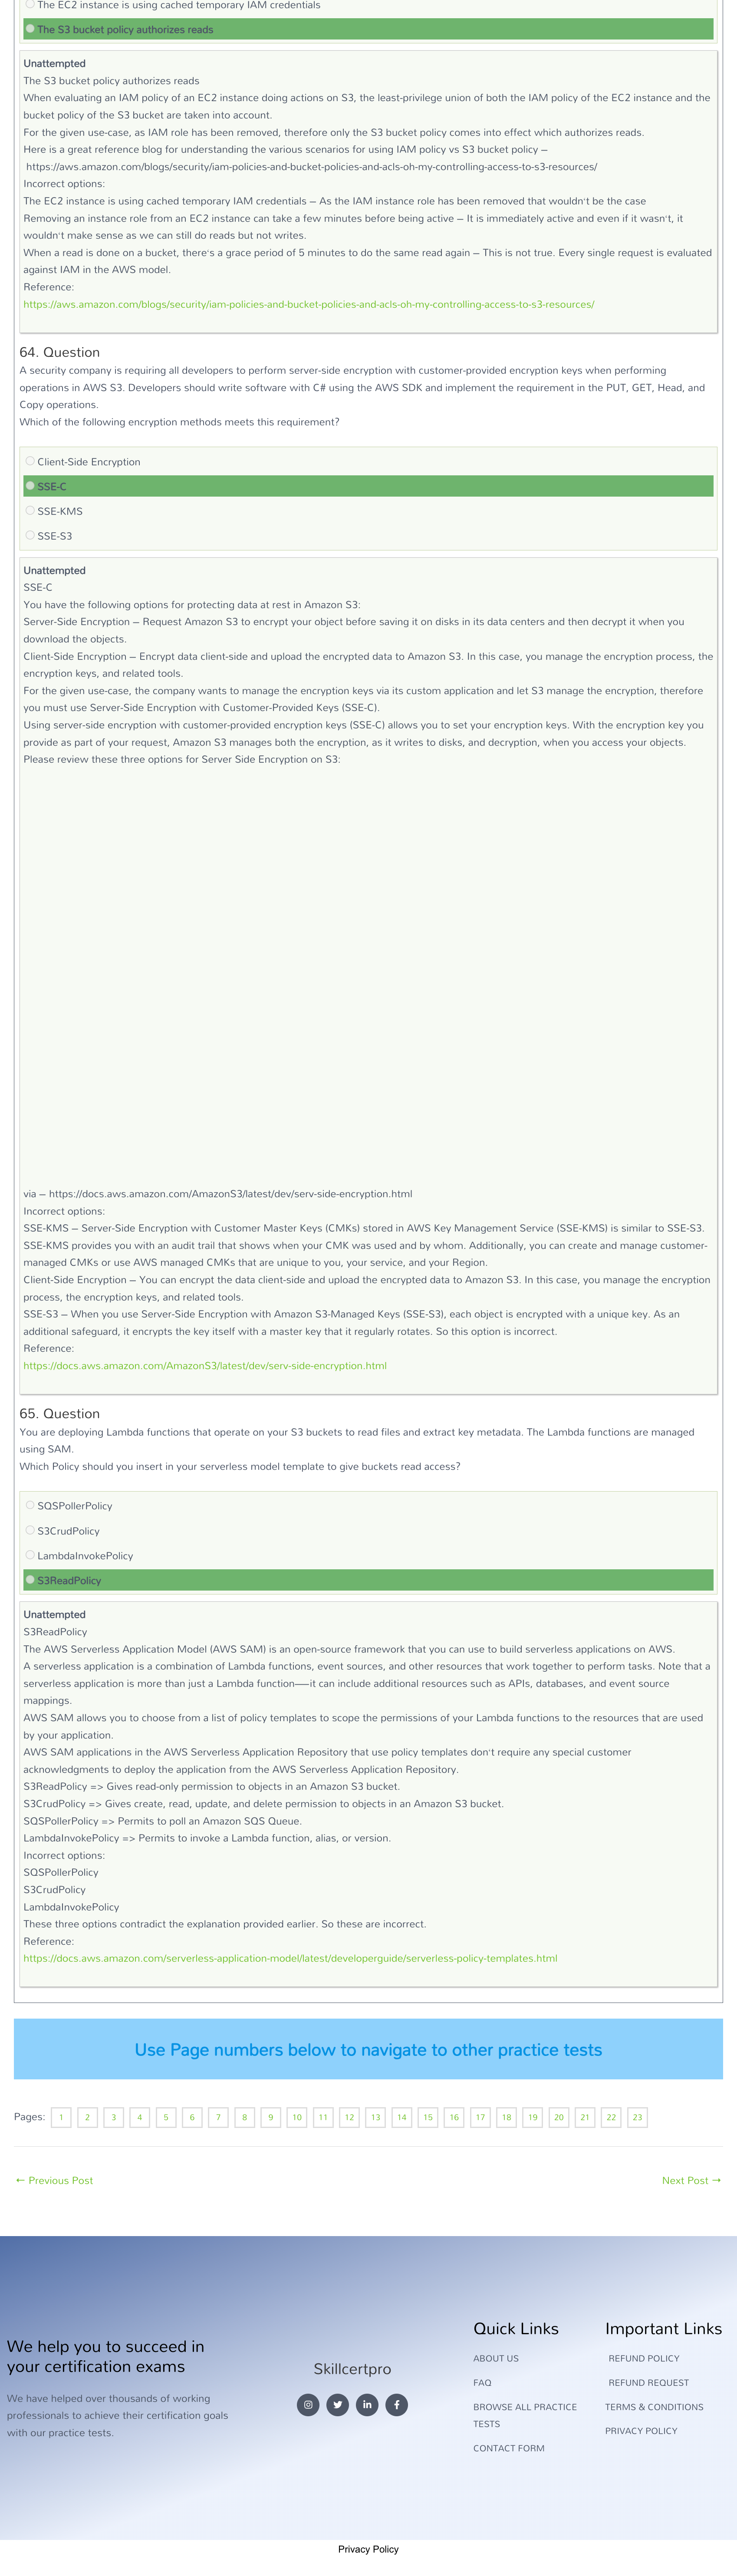 The EC2 instance is using cached temporary IAM credentials
The S3 bucket policy authorizes reads
Unattempted
The S3 bucket policy authorizes reads
When evaluating an IAM policy of an EC2 instance doing actions on S3, the least-privilege union of both the IAM policy of the EC2 instance and the
bucket policy of the S3 bucket are taken into account.
For the given use-case, as IAM role has been removed, therefore only the S3 bucket policy comes into effect which authorizes reads.
Here is a great reference blog for understanding the various scenarios for using IAM policy vs S3 bucket policy –
https://aws.amazon.com/blogs/security/iam-policies-and-bucket-policies-and-acls-oh-my-controlling-access-to-s3-resources/
Incorrect options:
The EC2 instance is using cached temporary IAM credentials – As the IAM instance role has been removed that wouldn't be the case
Removing an instance role from an EC2 instance can take a few minutes before being active – It is immediately active and even if it wasn't, it
wouldn't make sense as we can still do reads but not writes.
When a read is done on a bucket, there's a grace period of 5 minutes to do the same read again – This is not true. Every single request is evaluated
against IAM in the AWS model.
Reference:
https://aws.amazon.com/blogs/security/iam-policies-and-bucket-policies-and-acls-oh-my-controlling-access-to-s3-resources/
64. Question
A security company is requiring all developers to perform server-side encryption with customer-provided encryption keys when performing
operations in AWS S3. Developers should write software with C# using the AWS SDK and implement the requirement in the PUT, GET, Head, and
Copy operations.
Which of the following encryption methods meets this requirement?
Client-Side Encryption
SSE-C
SSE-KMS
SSE-S3
Unattempted
SSE-C
You have the following options for protecting data at rest in Amazon S3:
Server-Side Encryption – Request Amazon S3 to encrypt your object before saving it on disks in its data centers and then decrypt it when you
download the objects.
Client-Side Encryption – Encrypt data client-side and upload the encrypted data to Amazon S3. In this case, you manage the encryption process, the
encryption keys, and related tools.
For the given use-case, the company wants to manage the encryption keys via its custom application and let S3 manage the encryption, therefore
you must use Server-Side Encryption with Customer-Provided Keys (SSE-C).
Using server-side encryption with customer-provided encryption keys (SSE-C) allows you to set your encryption keys. With the encryption key you
provide as part of your request, Amazon S3 manages both the encryption, as it writes to disks, and decryption, when you access your objects.
Please review these three options for Server Side Encryption on S3:
via – https://docs.aws.amazon.com/AmazonS3/latest/dev/serv-side-encryption.html
Incorrect options:
SSE-KMS – Server-Side Encryption with Customer Master Keys (CMKs) stored in AWS Key Management Service (SSE-KMS) is similar to SSE-S3.
SSE-KMS provides you with an audit trail that shows when your CMK was used and by whom. Additionally, you can create and manage customer-
managed CMKs or use AWS managed CMKs that are unique to you, your service, and your Region.
Client-Side Encryption – You can encrypt the data client-side and upload the encrypted data to Amazon S3. In this case, you manage the encryption
process, the encryption keys, and related tools.
SSE-S3 – When you use Server-Side Encryption with Amazon S3-Managed Keys (SSE-S3), each object is encrypted with a unique key. As an
additional safeguard, it encrypts the key itself with a master key that it regularly rotates. So this option is incorrect.
Reference:
https://docs.aws.amazon.com/AmazonS3/latest/dev/serv-side-encryption.html
65. Question
You are deploying Lambda functions that operate on your S3 buckets to read files and extract key metadata. The Lambda functions are managed
using SAM.
Which Policy should you insert in your serverless model template to give buckets read access?
SQSPollerPolicy
S3CrudPolicy
LambdaInvokePolicy
S3ReadPolicy
Unattempted
S3ReadPolicy
The AWS Serverless Application Model (AWS SAM) is an open-source framework that you can use to build serverless applications on AWS.
A serverless application is a combination of Lambda functions, event sources, and other resources that work together to perform tasks. Note that a
serverless application is more than just a Lambda function—it can include additional resources such as APIs, databases, and event source
mappings.
AWS SAM allows you to choose from a list of policy templates to scope the permissions of your Lambda functions to the resources that are used
by your application.
AWS SAM applications in the AWS Serverless Application Repository that use policy templates don't require any special customer
acknowledgments to deploy the application from the AWS Serverless Application Repository.
S3ReadPolicy => Gives read-only permission to objects in an Amazon S3 bucket.
S3CrudPolicy => Gives create, read, update, and delete permission to objects in an Amazon S3 bucket.
SQSPollerPolicy => Permits to poll an Amazon SQS Queue.
LambdaInvokePolicy => Permits to invoke a Lambda function, alias, or version.
Incorrect options:
SQSPollerPolicy
S3CrudPolicy
LambdaInvokePolicy
These three options contradict the explanation provided earlier. So these are incorrect.
Reference:
https://docs.aws.amazon.com/serverless-application-model/latest/developerguide/serverless-policy-templates.html
Use Page numbers below to navigate to other practice tests
Pages: 1 2 3 4 5 6 7 8 9 10 11 12 13 14 15 16 17 18 19 20 21 22 23
← Previous Post
Next Post →
We help you to succeed in
your certification exams
We have helped over thousands of working
professionals to achieve their certification goals
with our practice tests.
Skillcertpro
Quick Links
ABOUT US
FAQ
BROWSE ALL PRACTICE
TESTS
CONTACT FORM
Important Links
REFUND POLICY
REFUND REQUEST
TERMS & CONDITIONS
PRIVACY POLICY
Privacy Policy